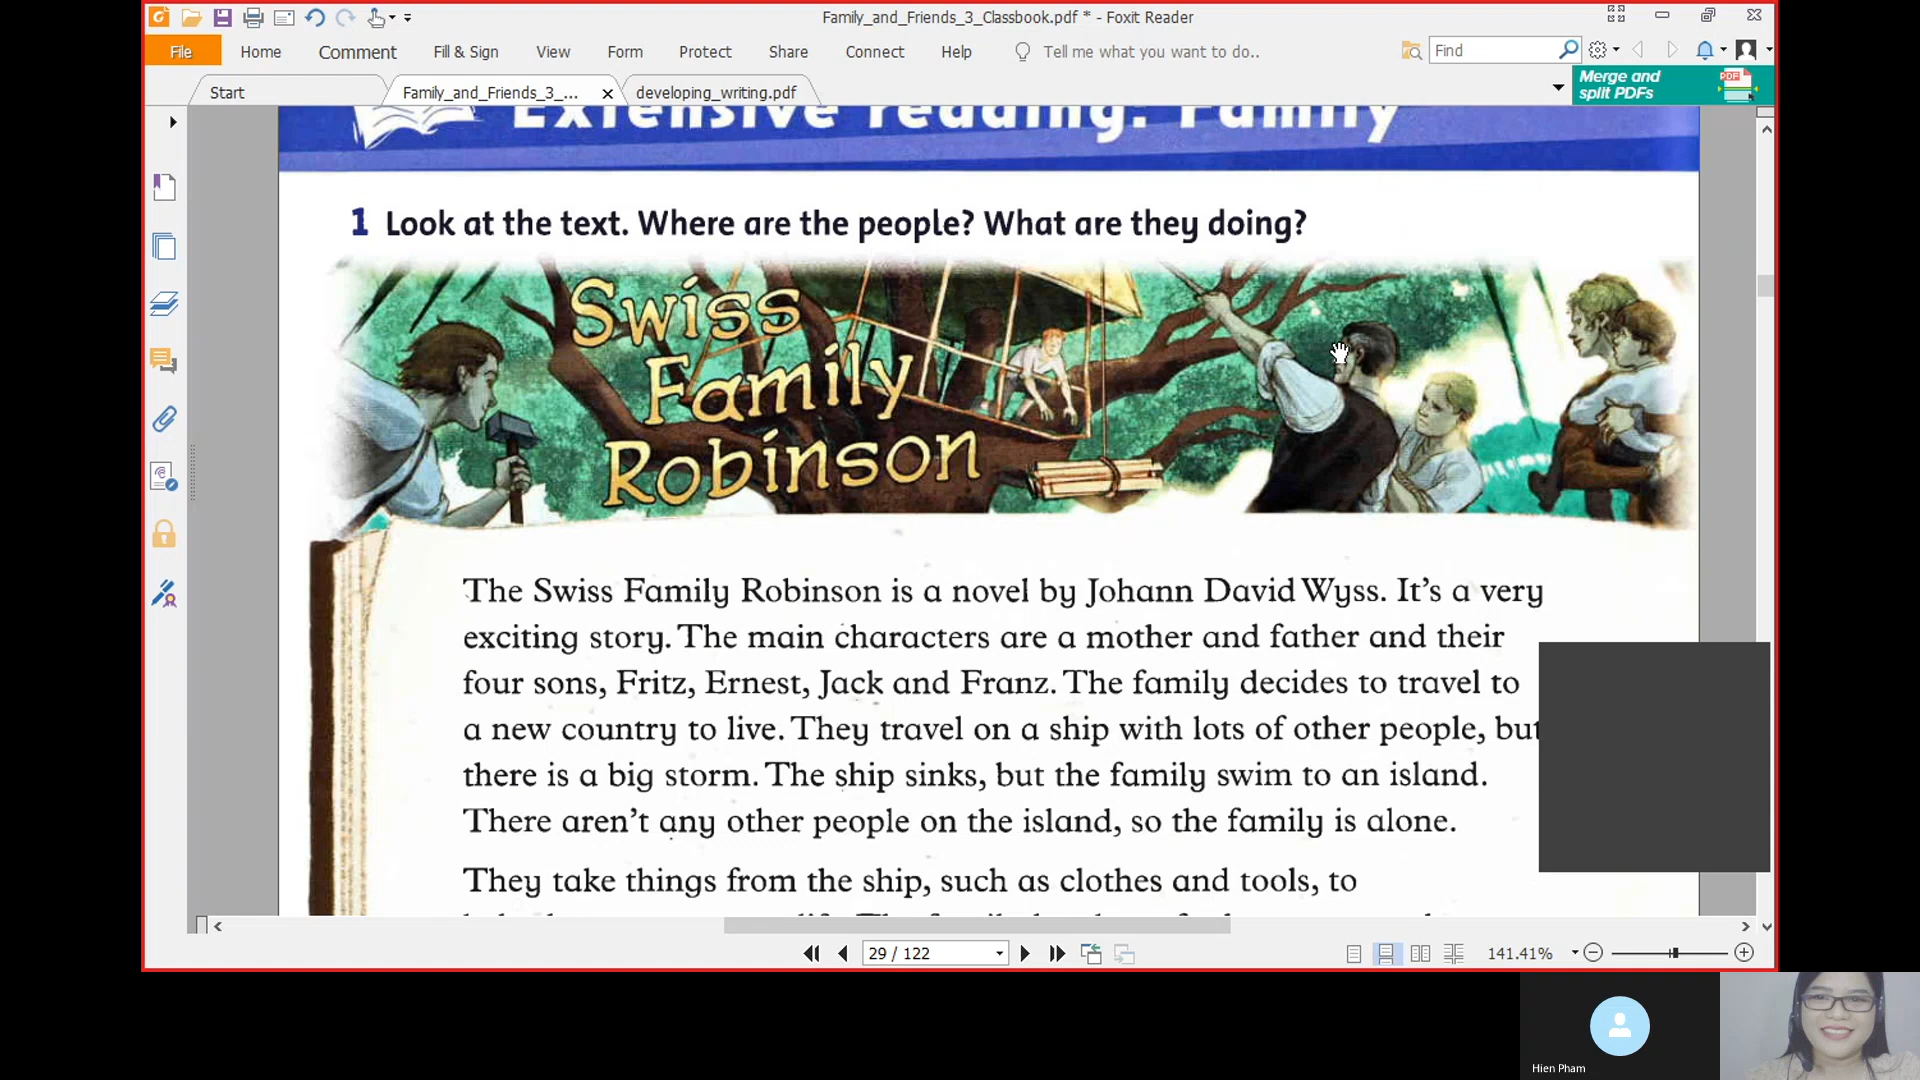 Family_and_Friends_3_Classbook.pdf * - Foxit Reader
File Home Comment Fill & Sign View Form Protect Share Connect Help Tell me what you want to do.. Find
Start Family_and_Friends_3_... developing_writing.pdf
Merge and
split PDFs
PDF
Extensive reading: Family
1 Look at the text. Where are the people? What are they doing?
Swiss
Family
Robinson
The Swiss Family Robinson is a novel by Johann David Wyss. It's a very
exciting story. The main characters are a mother and father and their
four sons, Fritz, Ernest, Jack and Franz. The family decides to travel to
a new country to live. They travel on a ship with lots of other people, but
there is a big storm. The ship sinks, but the family swim to an island.
There aren't any other people on the island, so the family is alone.
They take things from the ship, such as clothes and tools, to
29 / 122
141.41%
Hien Pham